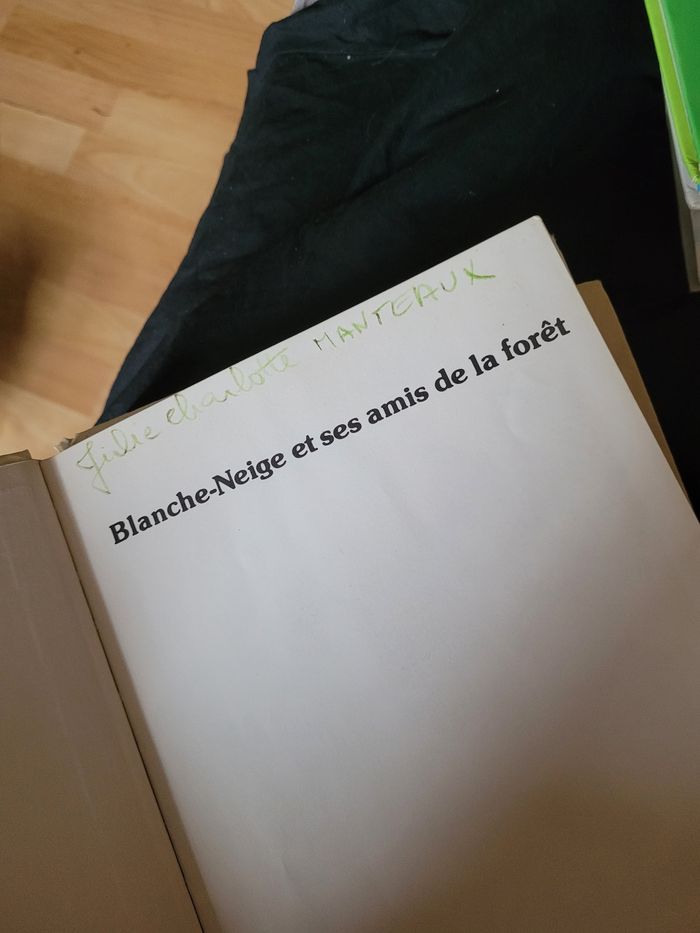 Julie charlotte MANTEAUX
Blanche-Neige et ses amis de la forêt